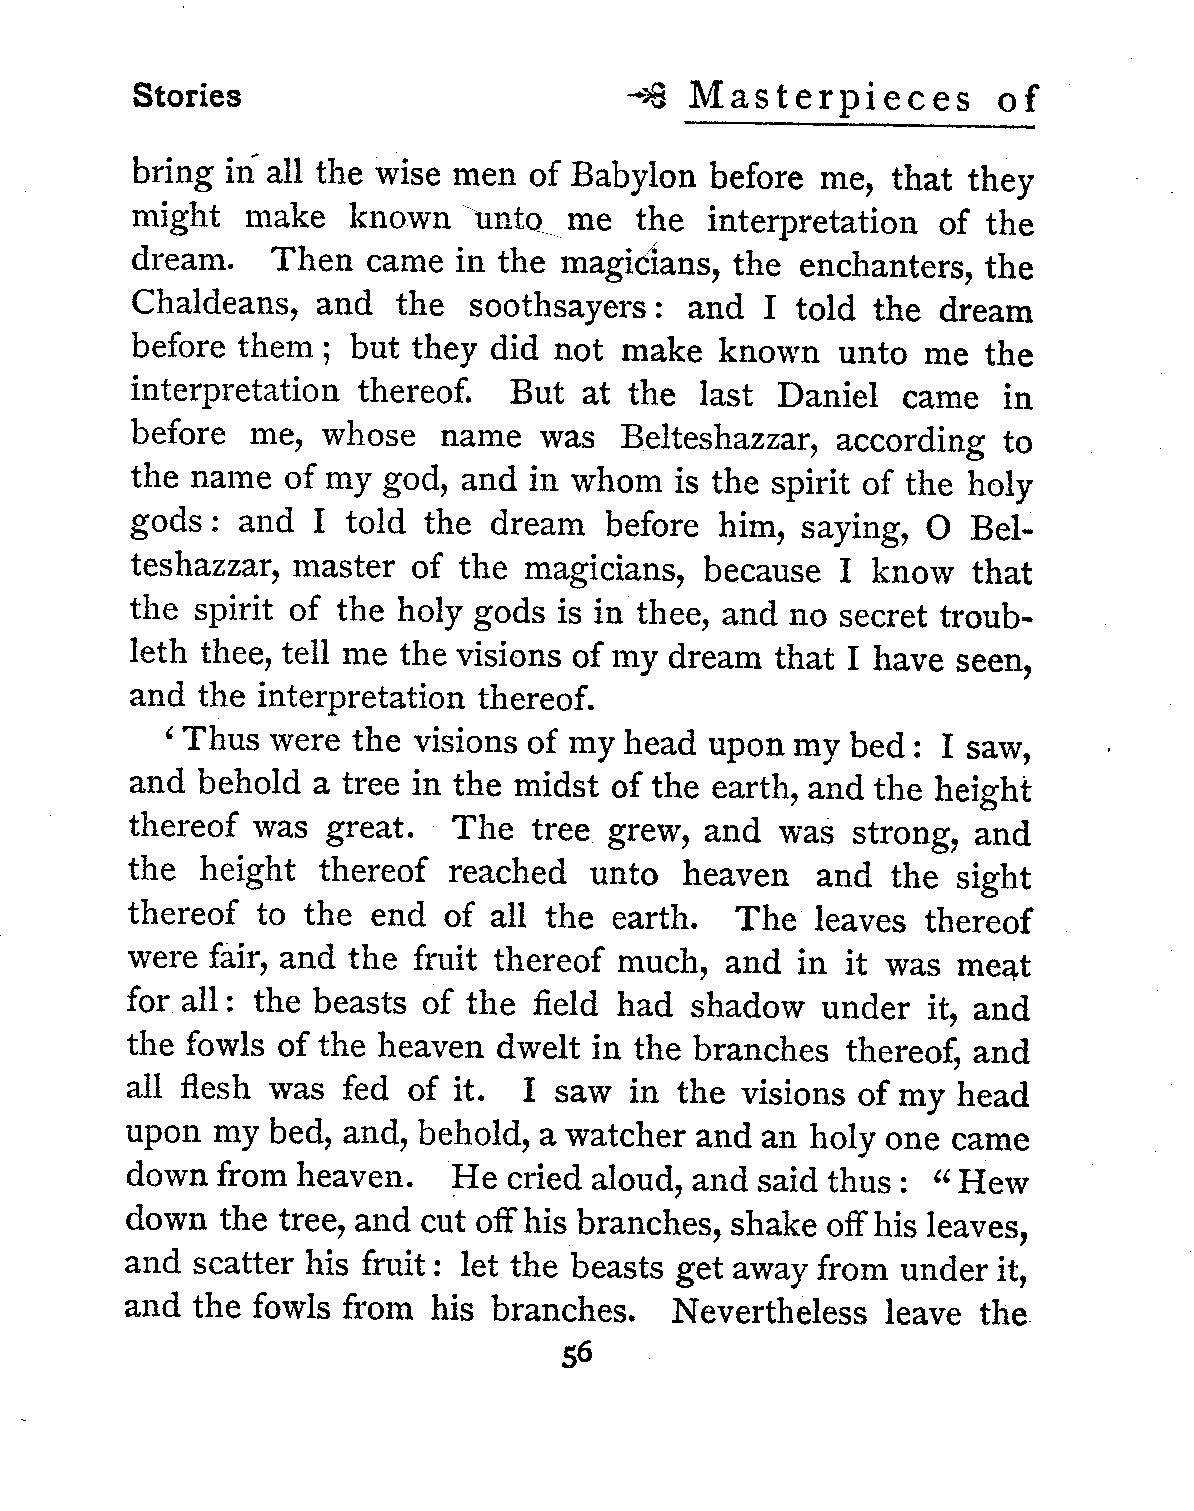 Stories Masterpieces of
bring in all the wise men of Babylon before me, that they
might make known unto me the interpretation of the
dream. Then came in the magicians, the enchanters, the
Chaldeans, and the soothsayers: and I told the dream
before them; but they did not make known unto me the
interpretation thereof. But at the last Daniel came in
before me, whose name was Belteshazzar, according to
the name of my god, and in whom is the spirit of the holy
gods: and I told the dream before him, saying, O Bel-
teshazzar, master of the magicians, because I know that
the spirit of the holy gods is in thee, and no secret troub-
leth thee, tell me the visions of my dream that I have seen,
and the interpretation thereof.
‘Thus were the visions of my head upon my bed: I saw,
and behold a tree in the midst of the earth, and the height
thereof was great. The tree grew, and was strong, and
the height thereof reached unto heaven and the sight
thereof to the end of all the earth. The leaves thereof
were fair, and the fruit thereof much, and in it was meat
for all: the beasts of the field had shadow under it, and
the fowls of the heaven dwelt in the branches thereof, and
all flesh was fed of it. I saw in the visions of my head
upon my bed, and, behold, a watcher and an holy one came
down from heaven. He cried aloud, and said thus: “Hew
down the tree, and cut off his branches, shake off his leaves,
and scatter his fruit: let the beasts get away from under it,
and the fowls from his branches. Nevertheless leave the
56